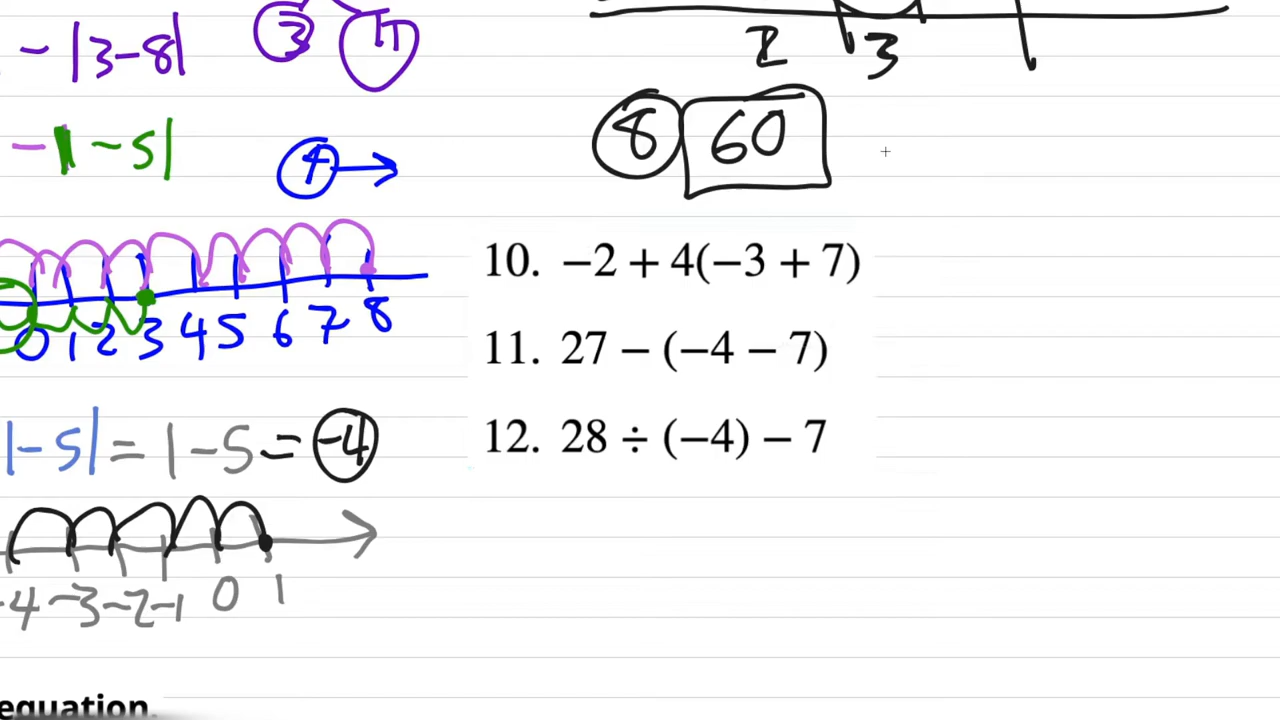 3 11
- |3-8|
2 3
8 60
- |-5|
4
10. −2 + 4(−3 + 7)
0 1 2 3 4 5 6 7 8
11. 27 − (−4 − 7)
|-5| = 1-5 = -4
12. 28 ÷ (−4) − 7
-4 -3 -2 -1 0 1
equation.